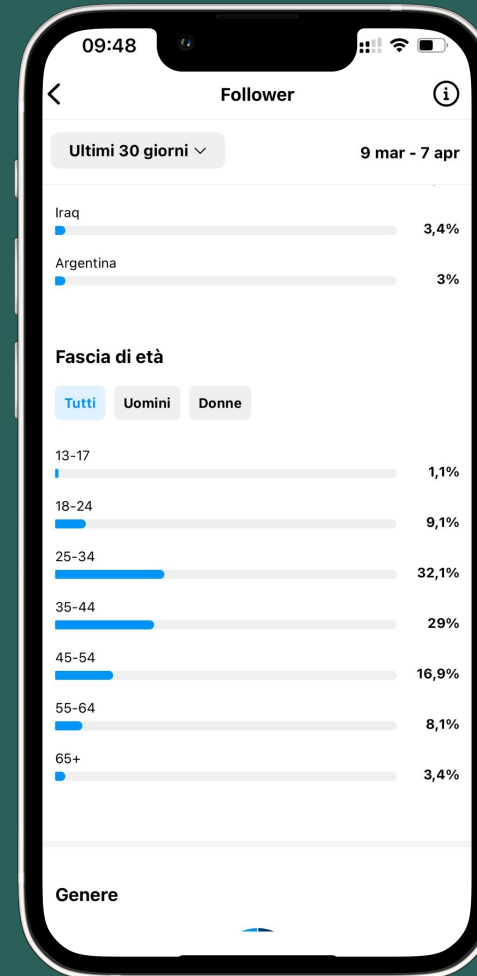 09:48
Follower
Ultimi 30 giorni
9 mar - 7 apr
Iraq
3,4%
Argentina
3%
Fascia di età
Tutti Uomini Donne
13-17
1,1%
18-24
9,1%
25-34
32,1%
35-44
29%
45-54
16,9%
55-64
8,1%
65+
3,4%
Genere